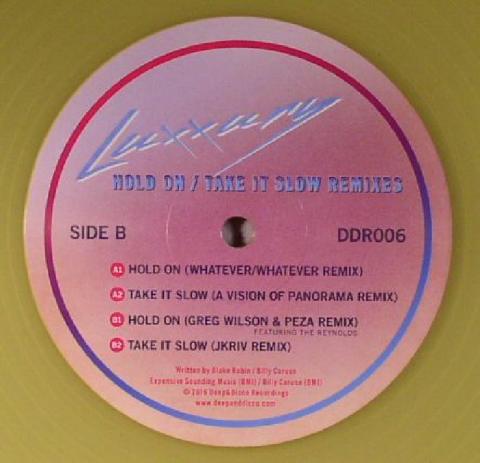 Luxxury
HOLD ON / TAKE IT SLOW REMIXES
SIDE B DDR006
A1 HOLD ON (WHATEVER/WHATEVER REMIX)
A2 TAKE IT SLOW (A VISION OF PANORAMA REMIX)
B1 HOLD ON (GREG WILSON & PEZA REMIX)
FEATURING THE REYNOLDS
B2 TAKE IT SLOW (JKRIV REMIX)
Written by Blake Robin / Billy Caruso
Expensive Sounding Music (BMI) / Billy Caruso (BMI)
© 2016 Deep&Disco Recordings
www.deepanddisco.com